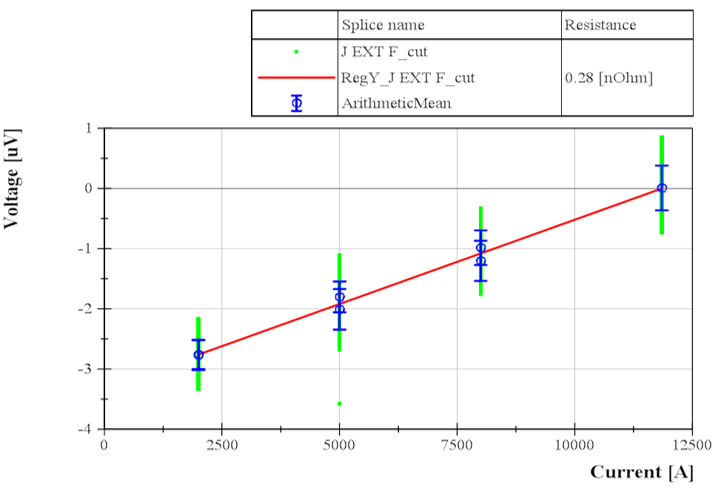 Splice name Resistance
J EXT F_cut
RegY_J EXT F_cut 0.28 [nOhm]
ArithmeticMean
Voltage [uV]
1
0
-1
-2
-3
-4
0 2500 5000 7500 10000 12500
Current [A]